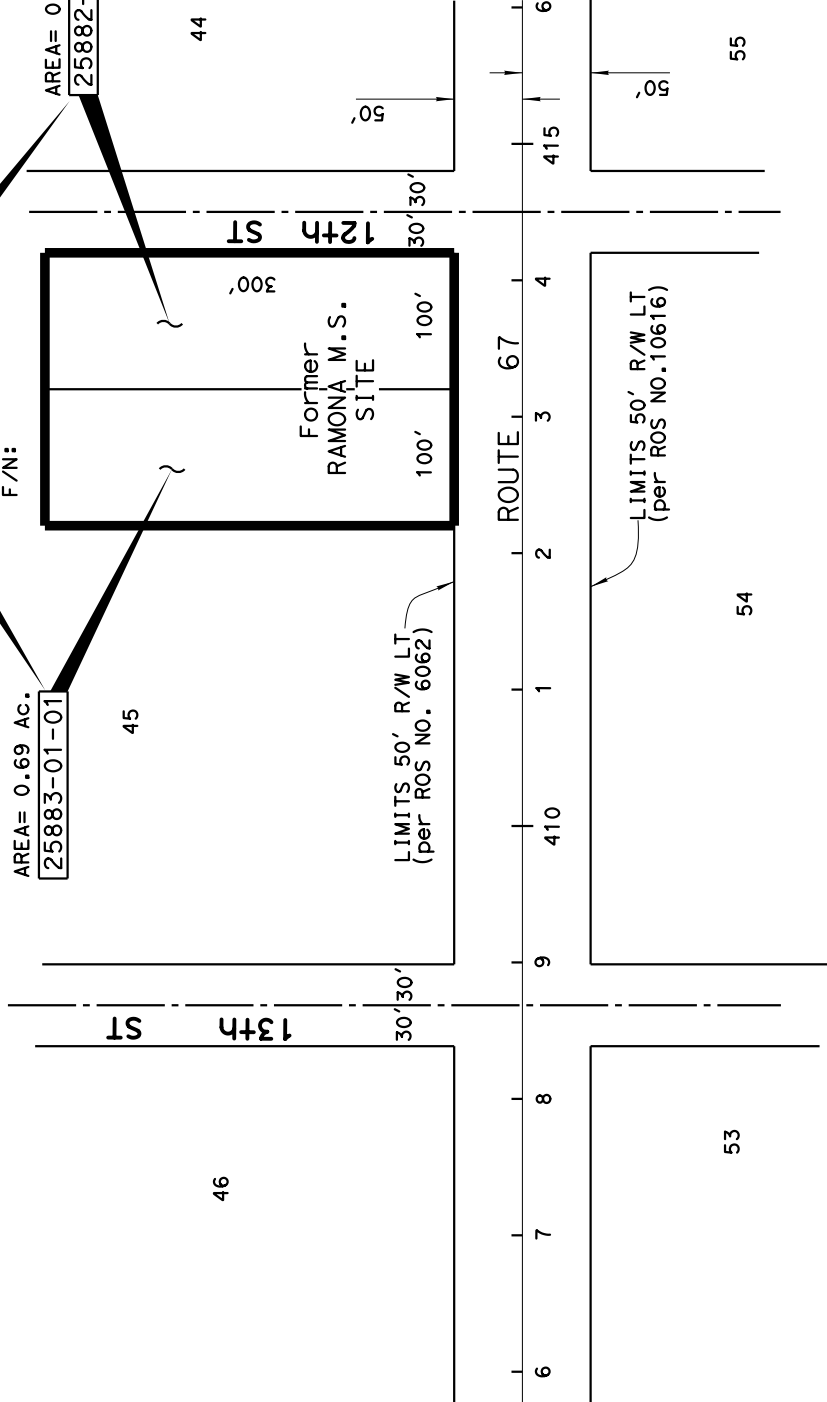 AREA= 0.69 Ac.
25883-01-01
F/N:
AREA= 0
25882-
46
45
44
13th ST
30' 30'
12th ST
30' 30'
300'
Former
RAMONA M.S.
SITE
100' 100'
LIMITS 50' R/W LT
(per ROS NO. 6062)
50'
ROUTE 67
6 7 8 9 410 1 2 3 4 415 6
50'
LIMITS 50' R/W LT
(per ROS NO.10616)
53
54
55